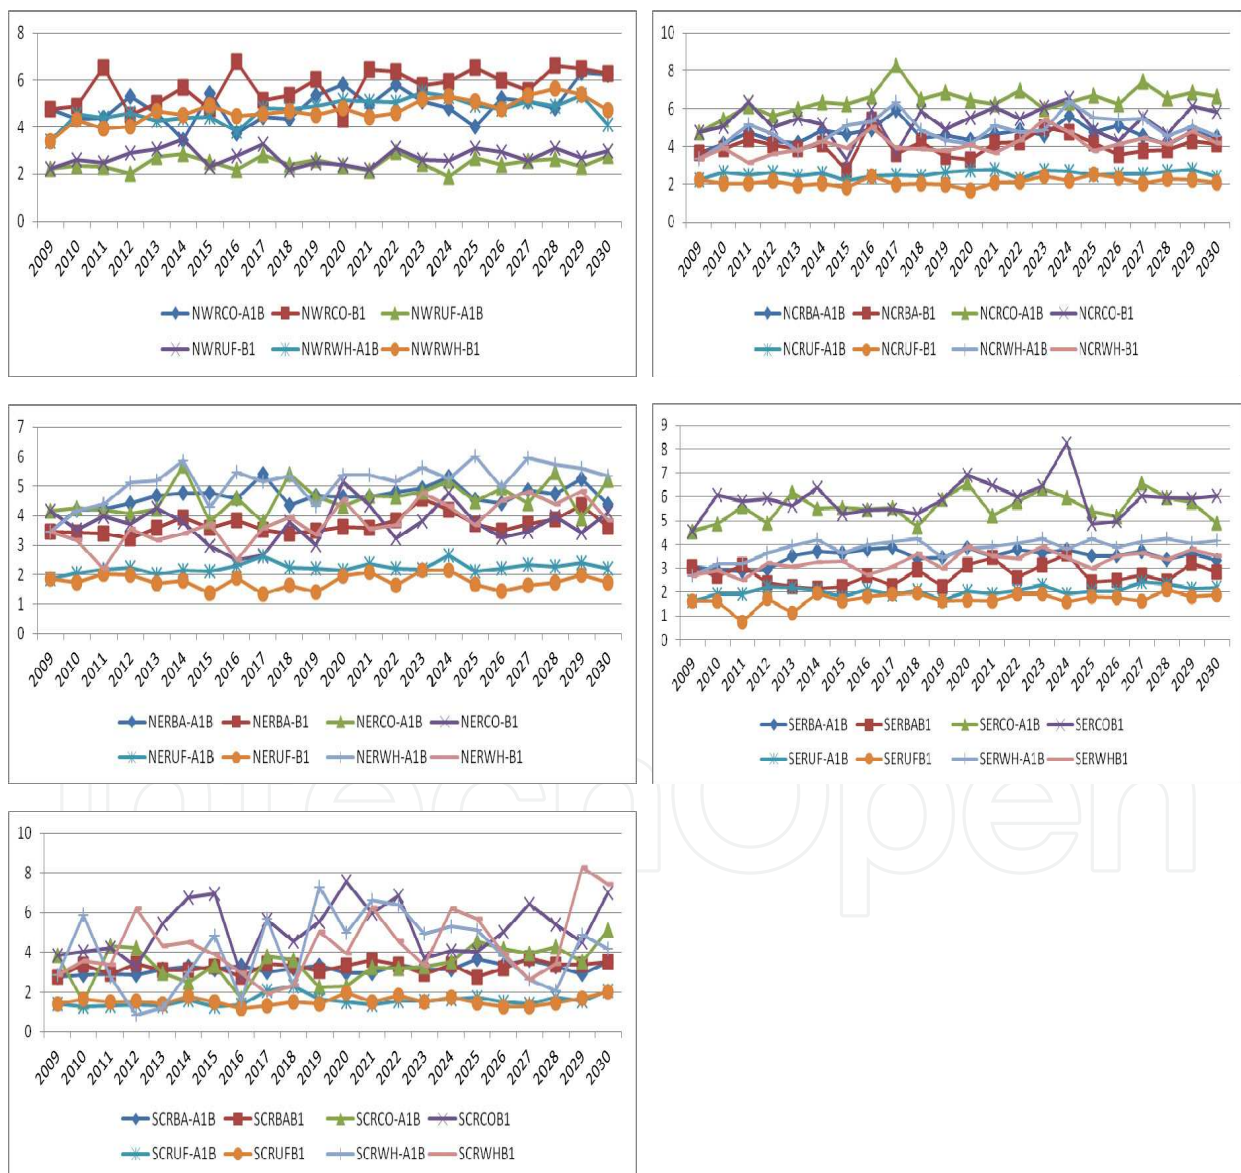 8
6
4
2
0
2009 2010 2011 2012 2013 2014 2015 2016 2017 2018 2019 2020 2021 2022 2023 2024 2025 2026 2027 2028 2029 2030
NWRCO-A1B NWRCO-B1 NWRUF-A1B
NWRUF-B1 NWRWH-A1B NWRWH-B1
10
8
6
4
2
0
2009 2010 2011 2012 2013 2014 2015 2016 2017 2018 2019 2020 2021 2022 2023 2024 2025 2026 2027 2028 2029 2030
NCRBA-A1B NCRBA-B1 NCRCO-A1B NCRCO-B1
NCRUF-A1B NCRUF-B1 NCRWH-A1B NCRWH-B1
7
6
5
4
3
2
1
0
2009 2010 2011 2012 2013 2014 2015 2016 2017 2018 2019 2020 2021 2022 2023 2024 2025 2026 2027 2028 2029 2030
NERBA-A1B NERBA-B1 NERCO-A1B NERCO-B1
NERUF-A1B NERUF-B1 NERWH-A1B NERWH-B1
9
8
7
6
5
4
3
2
1
0
2009 2010 2011 2012 2013 2014 2015 2016 2017 2018 2019 2020 2021 2022 2023 2024 2025 2026 2027 2028 2029 2030
SERBA-A1B SERBAB1 SERCO-A1B SERCOB1
SERUF-A1B SERUFB1 SERWH-A1B SERWHB1
10
8
6
4
2
0
2009 2010 2011 2012 2013 2014 2015 2016 2017 2018 2019 2020 2021 2022 2023 2024 2025 2026 2027 2028 2029 2030
SCRBA-A1B SCRBAB1 SCRCO-A1B SCRCOB1
SCRUF-A1B SCRUFB1 SCRWH-A1B SCRWHB1
IntechOpen